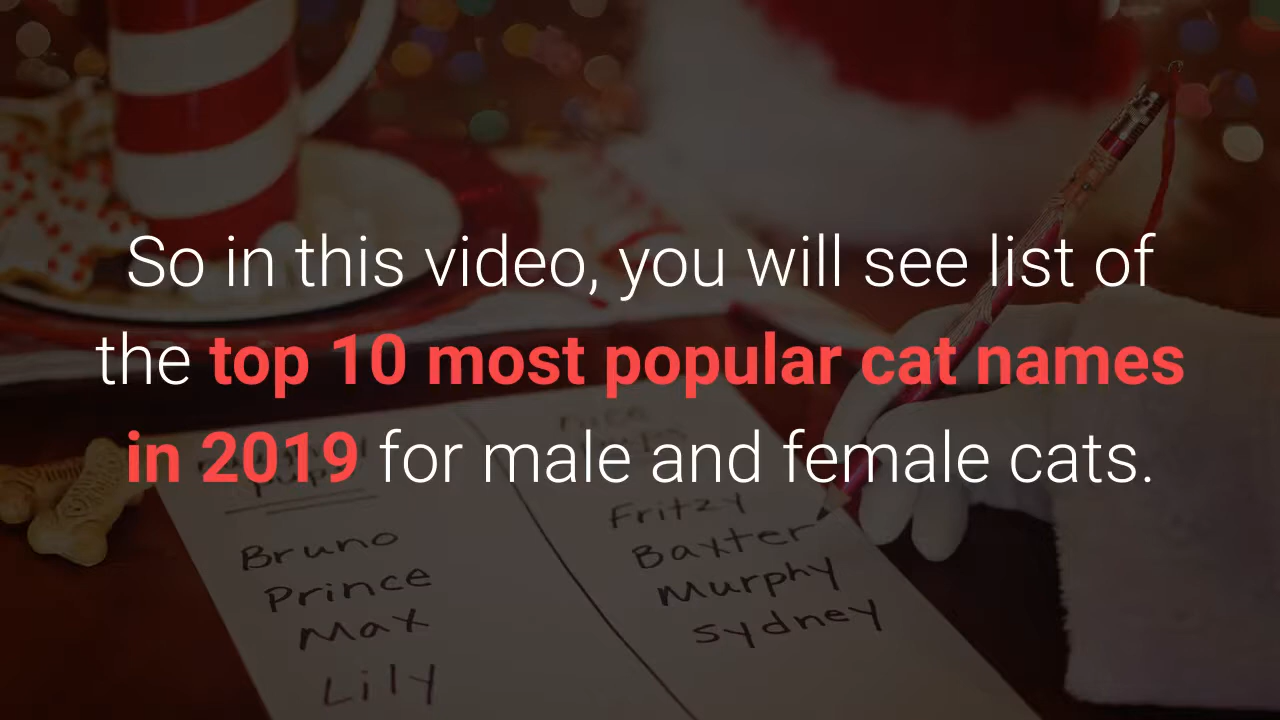 So in this video, you will see list of
the top 10 most popular cat names
in 2019 for male and female cats.
nice
Bruno
Prince
Max
Lily
Fritzy
Baxter
Murphy
Sydney